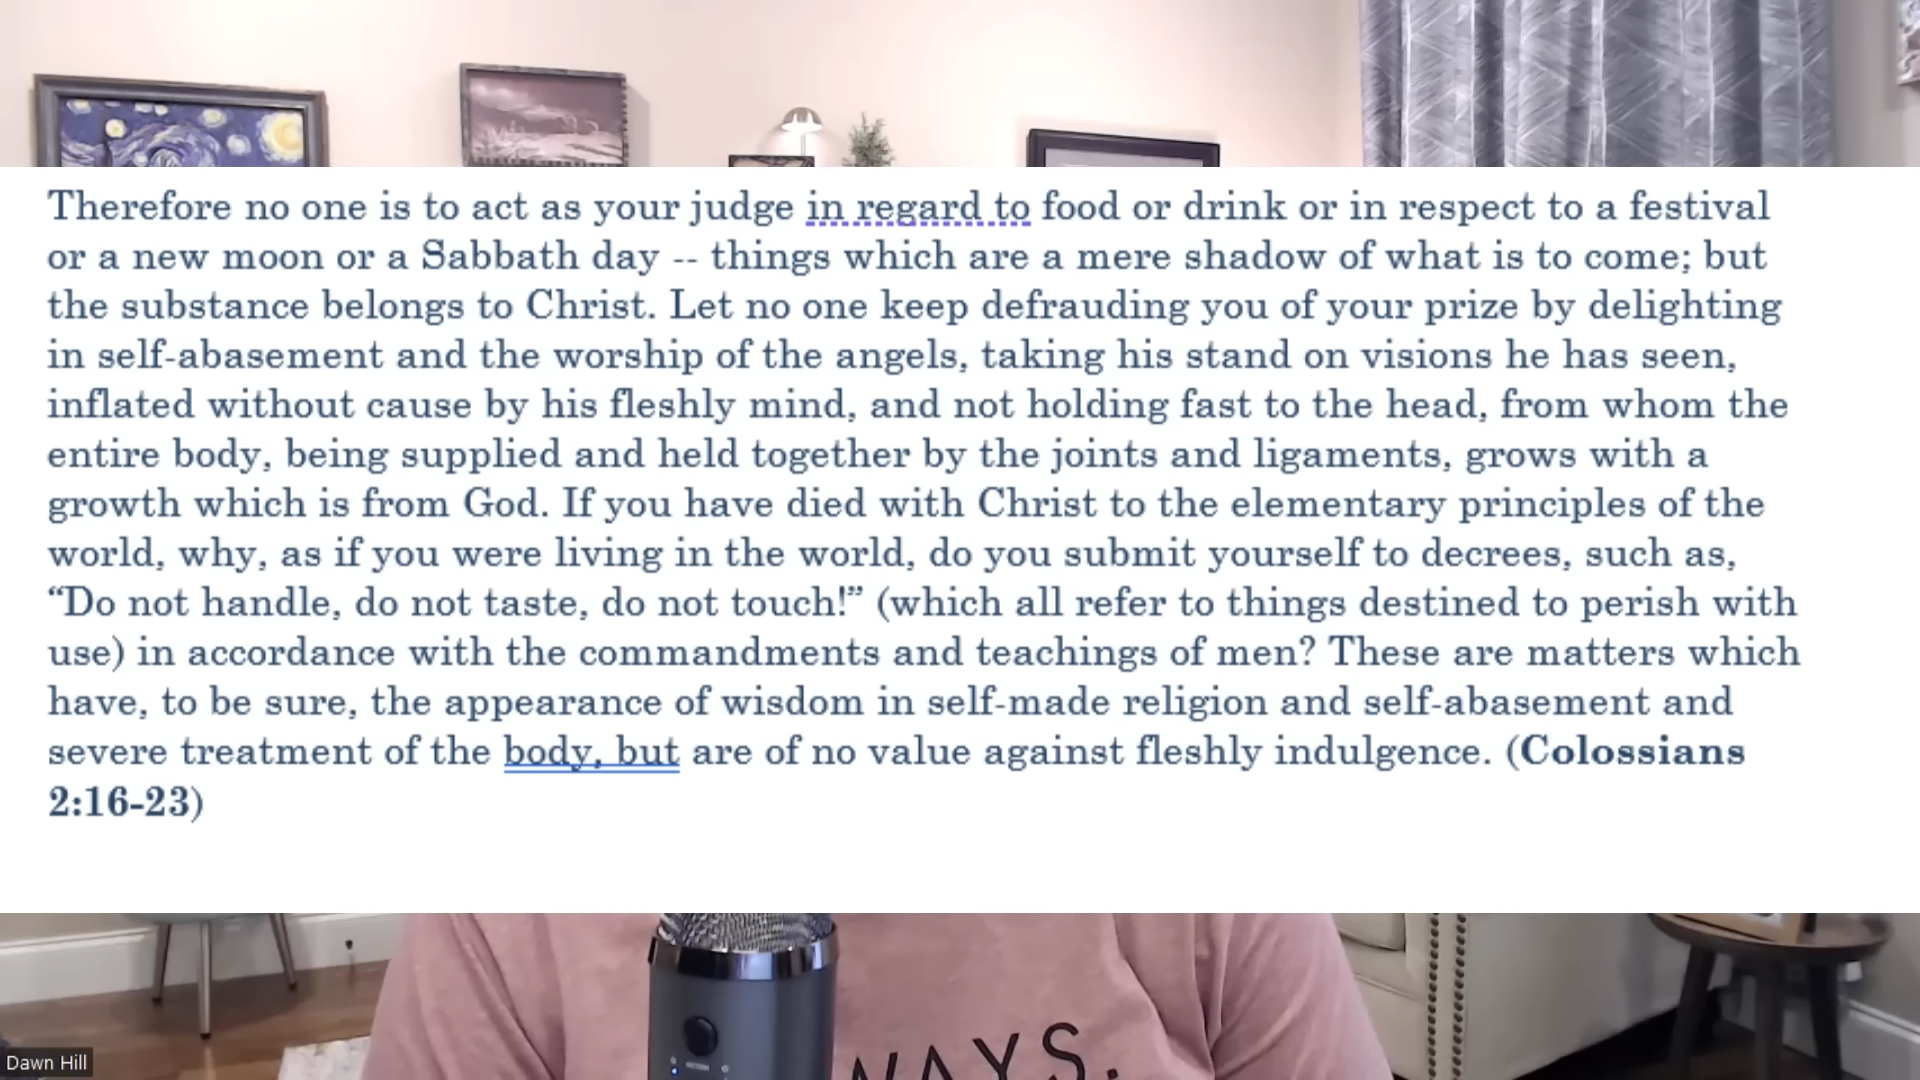 Therefore no one is to act as your judge in regard to food or drink or in respect to a festival
or a new moon or a Sabbath day -- things which are a mere shadow of what is to come; but
the substance belongs to Christ. Let no one keep defrauding you of your prize by delighting
in self-abasement and the worship of the angels, taking his stand on visions he has seen,
inflated without cause by his fleshly mind, and not holding fast to the head, from whom the
entire body, being supplied and held together by the joints and ligaments, grows with a
growth which is from God. If you have died with Christ to the elementary principles of the
world, why, as if you were living in the world, do you submit yourself to decrees, such as,
“Do not handle, do not taste, do not touch!” (which all refer to things destined to perish with
use) in accordance with the commandments and teachings of men? These are matters which
have, to be sure, the appearance of wisdom in self-made religion and self-abasement and
severe treatment of the body, but are of no value against fleshly indulgence. (Colossians
2:16-23)
WAYS.
Dawn Hill